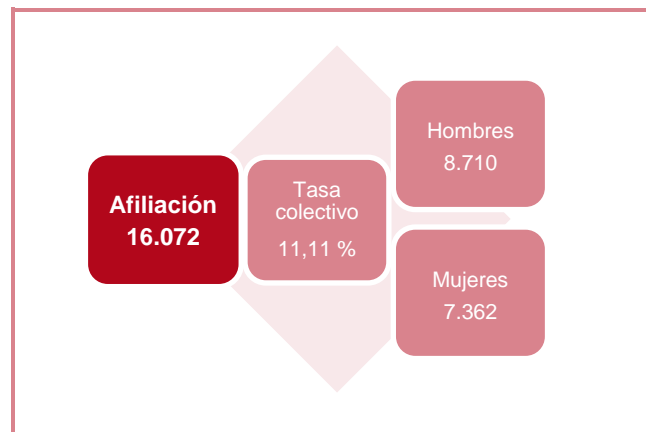 Afiliación
16.072
Tasa
colectivo
11,11 %
Hombres
8.710
Mujeres
7.362